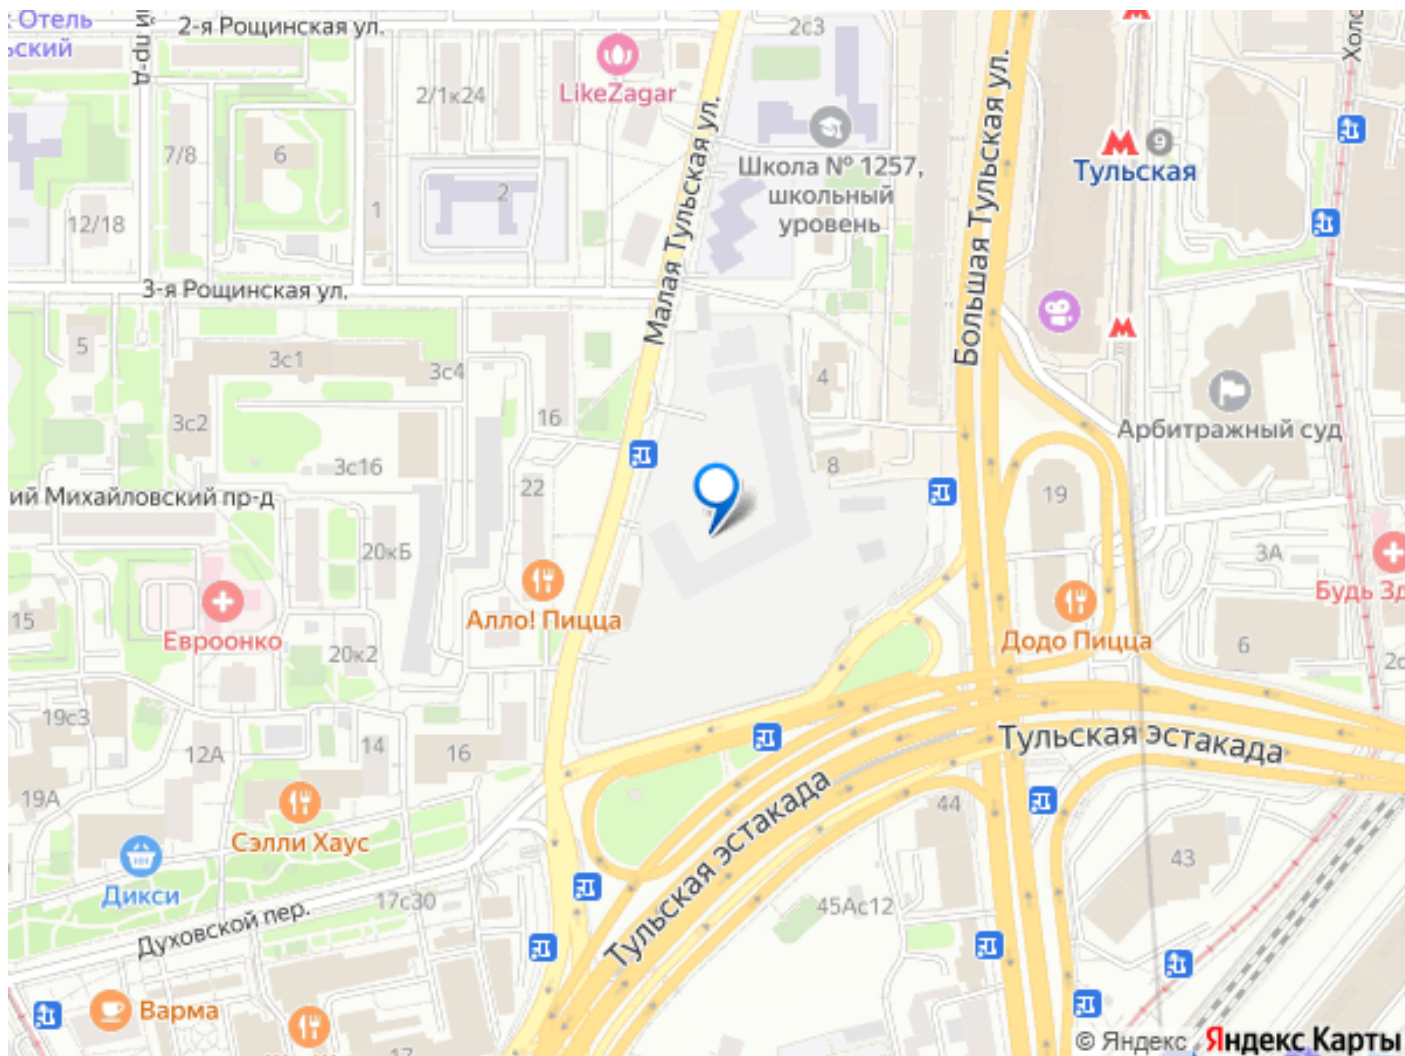 Отель
2-я Рощинская ул.
2с3
2/1к24
LikeZagar
Малая Тульская ул.
Большая Тульская ул.
7/8
6
2
1
12/18
Школа № 1257,
школьный
уровень
9
Тульская
3-я Рощинская ул.
5
3с1
3с4
3с2
16
4
Арбитражный суд
3с16
8
ий Михайловский пр-д
22
19
20кБ
3А
Будь Зд
15
Евроонко
Алло! Пицца
Додо Пицца
20к2
6
19с3
12А
14
16
Тульская эстакада
19А
Сэлли Хаус
44
43
Дикси
Тульская эстакада
17с30
45Ас12
Духовской пер.
Варма
17
© Яндекс
Яндекс Карты